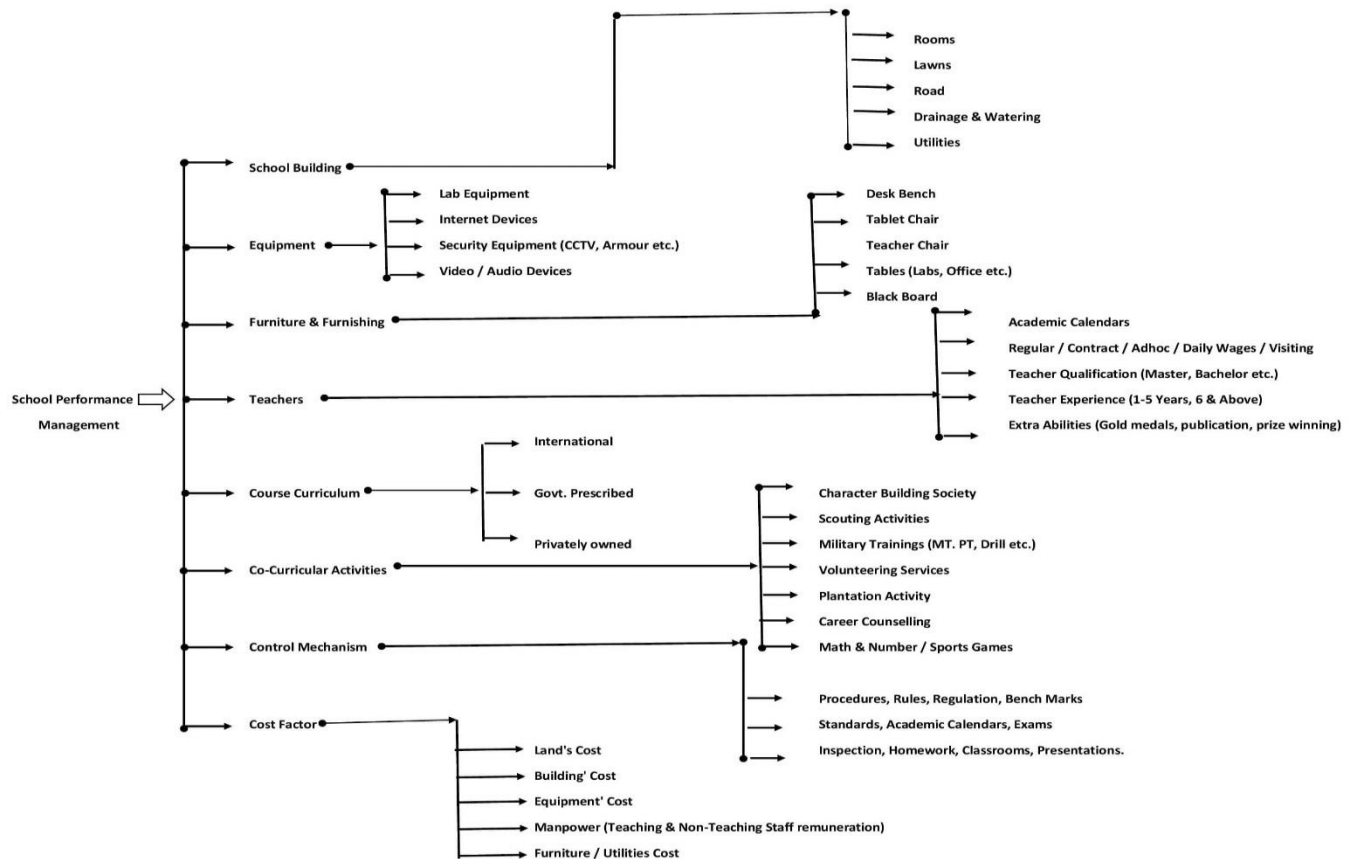 School Performance
Management
School Building
Rooms
Lawns
Road
Drainage & Watering
Utilities
Equipment
Lab Equipment
Internet Devices
Security Equipment (CCTV, Armour etc.)
Video / Audio Devices
Furniture & Furnishing
Desk Bench
Tablet Chair
Teacher Chair
Tables (Labs, Office etc.)
Black Board
Teachers
Academic Calendars
Regular / Contract / Adhoc / Daily Wages / Visiting
Teacher Qualification (Master, Bachelor etc.)
Teacher Experience (1-5 Years, 6 & Above)
Extra Abilities (Gold medals, publication, prize winning)
Course Curriculum
International
Govt. Prescribed
Privately owned
Co-Curricular Activities
Character Building Society
Scouting Activities
Military Trainings (MT. PT, Drill etc.)
Volunteering Services
Plantation Activity
Career Counselling
Math & Number / Sports Games
Control Mechanism
Procedures, Rules, Regulation, Bench Marks
Standards, Academic Calendars, Exams
Inspection, Homework, Classrooms, Presentations.
Cost Factor
Land's Cost
Building' Cost
Equipment' Cost
Manpower (Teaching & Non-Teaching Staff remuneration)
Furniture / Utilities Cost